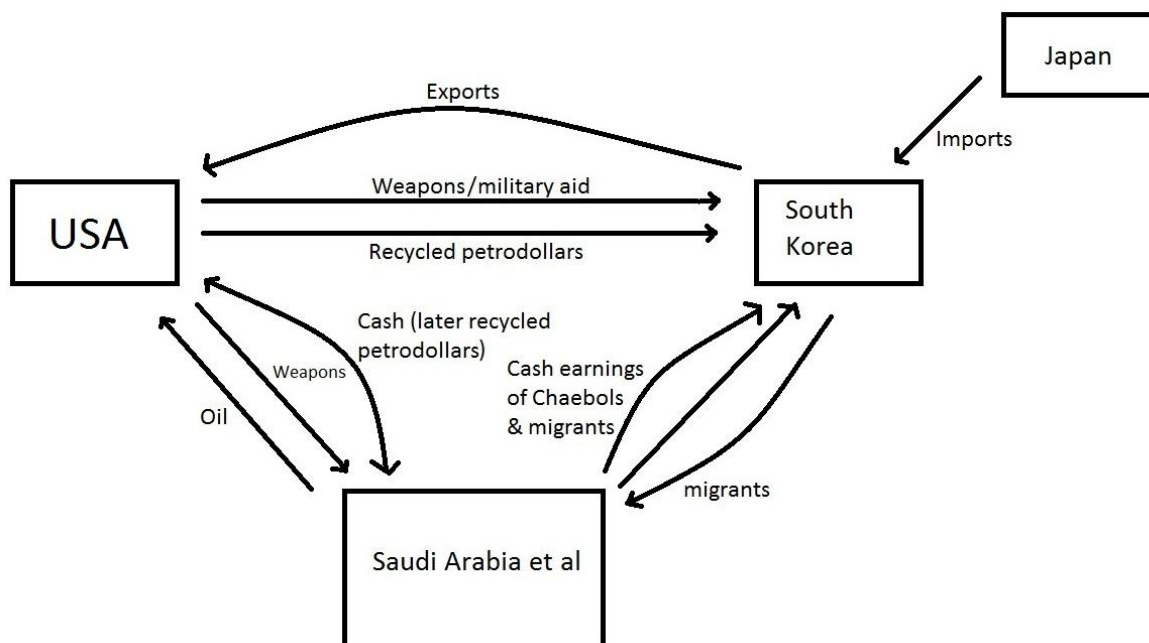 Japan
Exports
Imports
Weapons/military aid
USA
South
Korea
Recycled petrodollars
Cash (later recycled
petrodollars)
Weapons
Cash earnings
of Chaebols
& migrants
Oil
migrants
Saudi Arabia et al